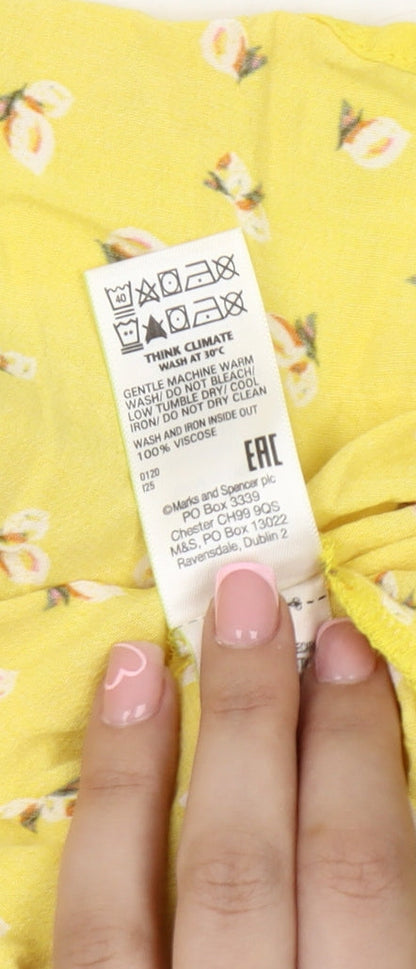 40
THINK CLIMATE
WASH AT 30°C
GENTLE MACHINE WARM
WASH/ DO NOT BLEACH/
LOW TUMBLE DRY/ COOL
IRON/ DO NOT DRY CLEAN
WASH AND IRON INSIDE OUT
100% VISCOSE
0120
I25
EAC
©Marks and Spencer plc
PO Box 3339
Chester CH99 9QS
M&S, PO Box 13022
Ravensdale, Dublin 2